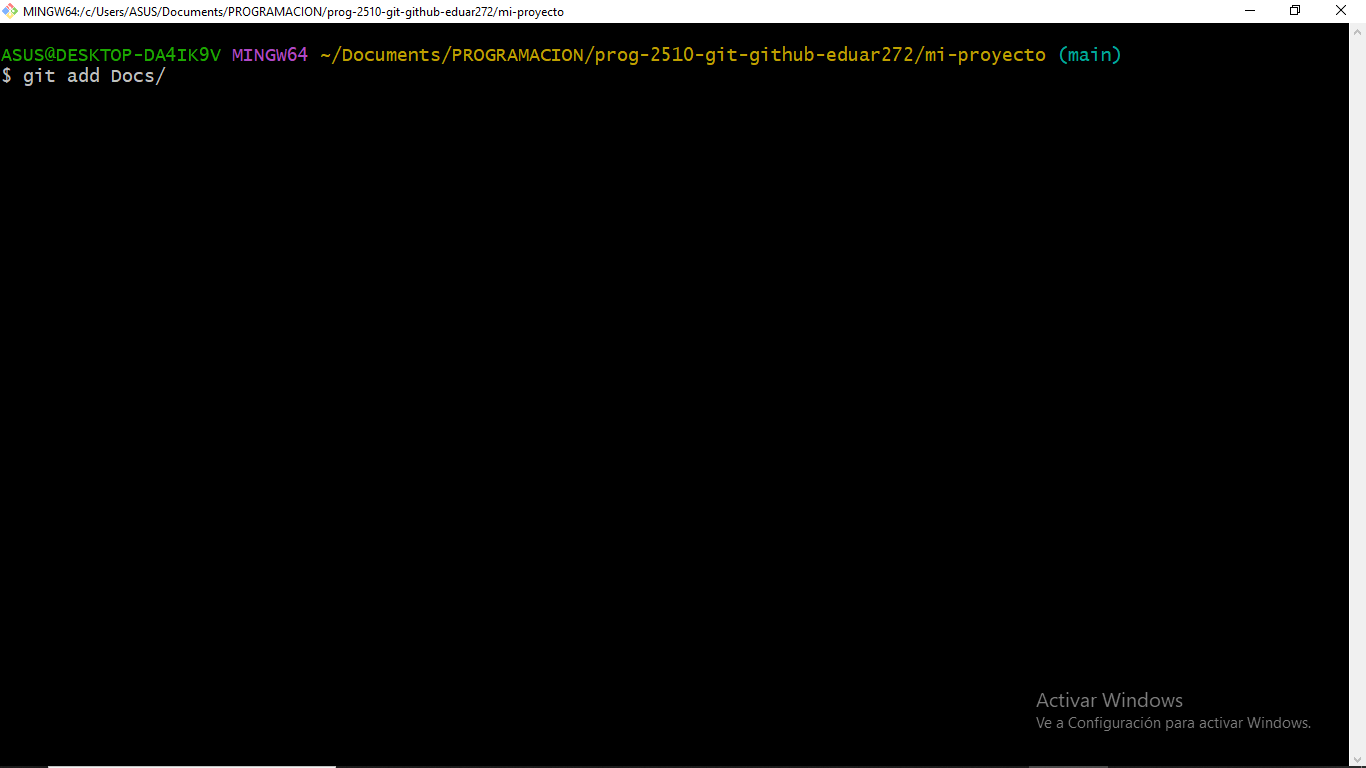 MINGW64:/c/Users/ASUS/Documents/PROGRAMACION/prog-2510-git-github-eduar272/mi-proyecto
ASUS@DESKTOP-DA4IK9V MINGW64 ~/Documents/PROGRAMACION/prog-2510-git-github-eduar272/mi-proyecto (main)
$ git add Docs/
Activar Windows
Ve a Configuración para activar Windows.